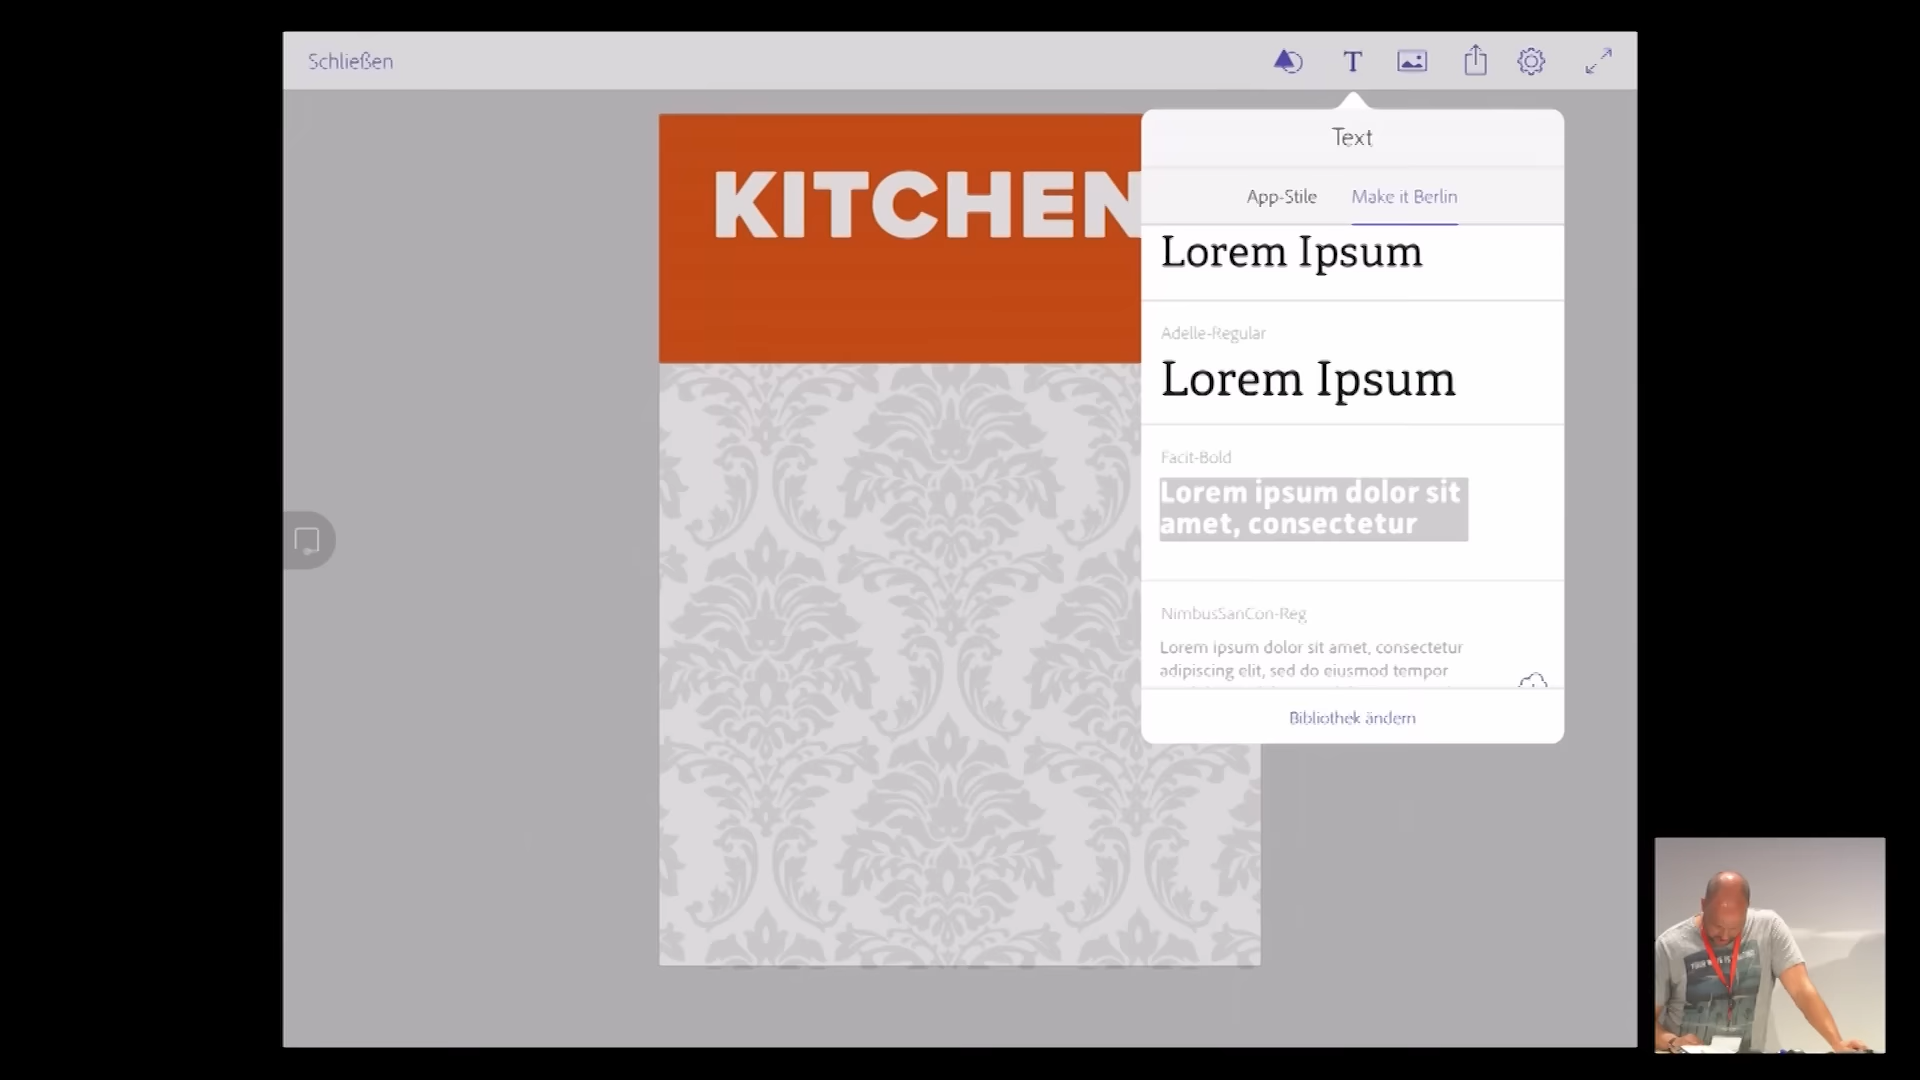 Schließen
T
KITCHEN
Text
App-Stile
Make it Berlin
Lorem Ipsum
Adelle-Regular
Lorem Ipsum
Facit-Bold
Lorem ipsum dolor sit
amet, consectetur
NimbusSanCon-Reg
Lorem ipsum dolor sit amet, consectetur
adipiscing elit, sed do eiusmod tempor
Bibliothek ändern